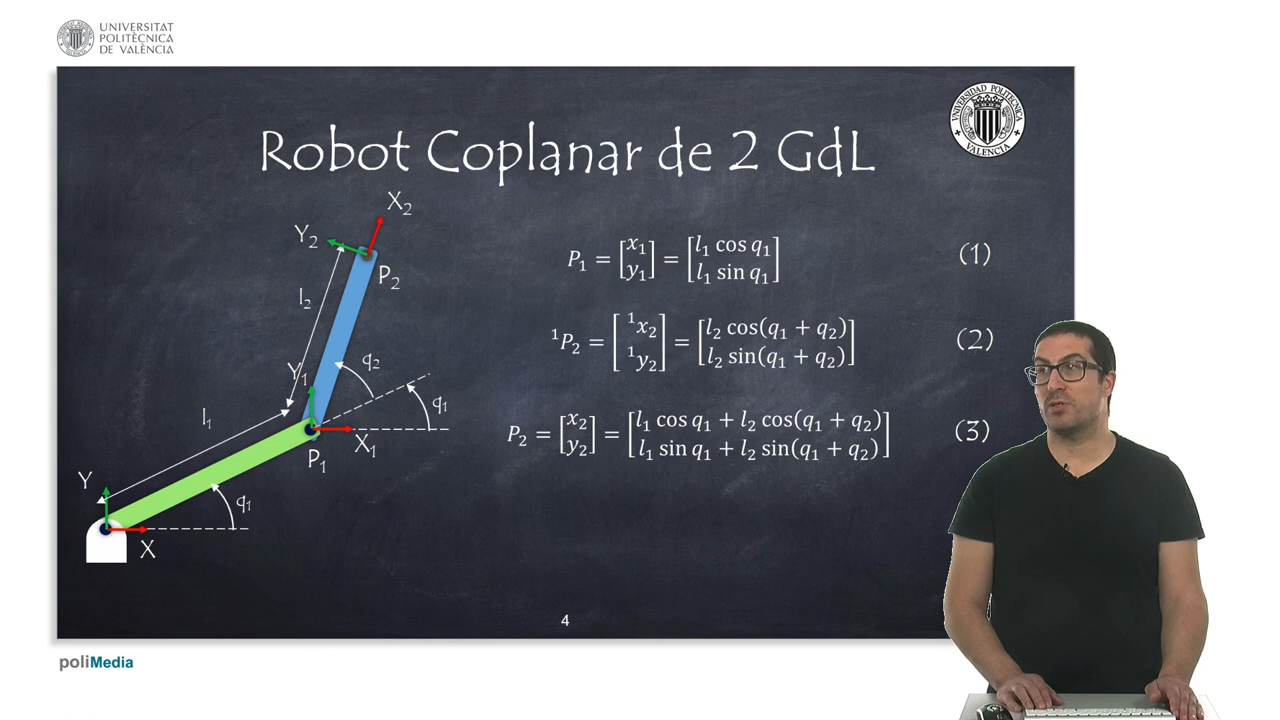 UNIVERSITAT
POLITÈCNICA
DE VALÈNCIA
UNIVERSIDAD POLITECNICA
VALENCIA
Robot Coplanar de 2 GdL
X₂
Y₂
P₂
l₂
Y₁
q₂
q₁
l₁
X₁
P₁
Y
q₁
X
P₁ = [x₁ y₁] = [l₁ cos q₁ l₁ sin q₁] (1)
¹P₂ = [¹x₂ ¹y₂] = [l₂ cos(q₁ + q₂) l₂ sin(q₁ + q₂)] (2)
P₂ = [x₂ y₂] = [l₁ cos q₁ + l₂ cos(q₁ + q₂) l₁ sin q₁ + l₂ sin(q₁ + q₂)] (3)
4
poliMedia